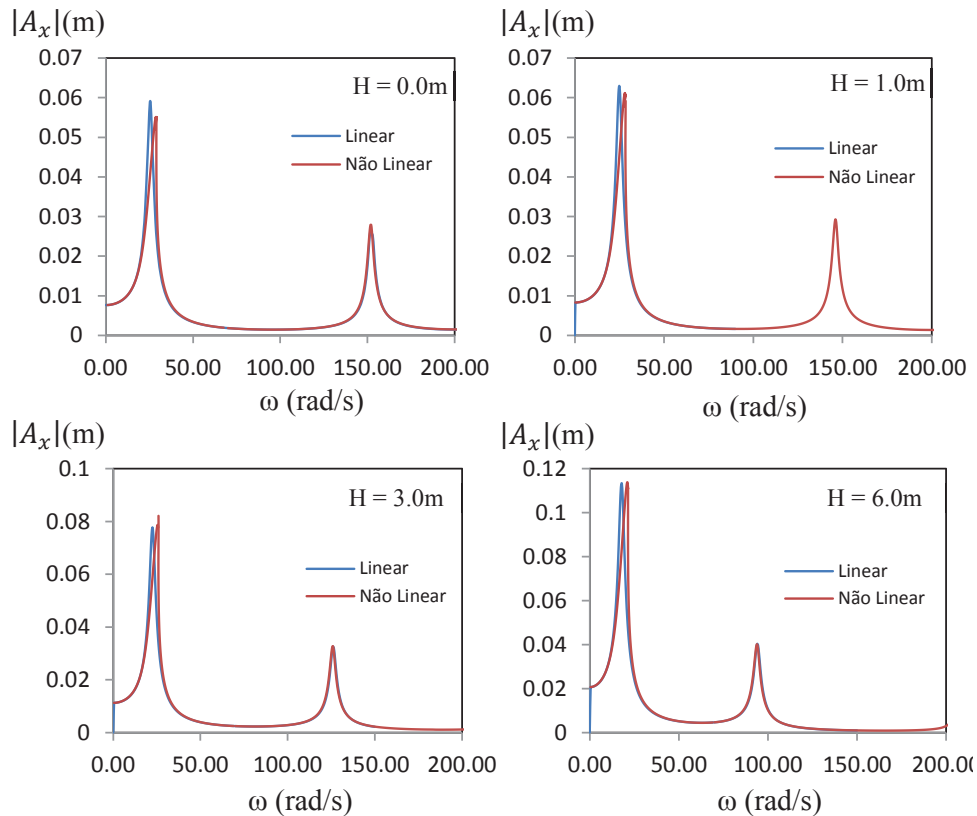 |A_x|(m)
0.07
0.06
0.05
0.04
0.03
0.02
0.01
0
H = 0.0m
Linear
Não Linear
0.00 50.00 100.00 150.00 200.00
ω (rad/s)
|A_x|(m)
0.07
0.06
0.05
0.04
0.03
0.02
0.01
0
H = 1.0m
Linear
Não Linear
0.00 50.00 100.00 150.00 200.00
ω (rad/s)
|A_x|(m)
0.1
0.08
0.06
0.04
0.02
0
H = 3.0m
Linear
Não Linear
0.00 50.00 100.00 150.00 200.00
ω (rad/s)
|A_x|(m)
0.12
0.1
0.08
0.06
0.04
0.02
0
H = 6.0m
Linear
Não Linear
0.00 50.00 100.00 150.00 200.00
ω (rad/s)